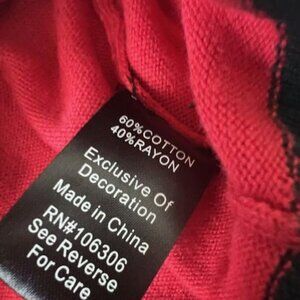 60%COTTON
40%RAYON
Exclusive Of
Decoration
Made in China
RN#106306
See Reverse
For Care